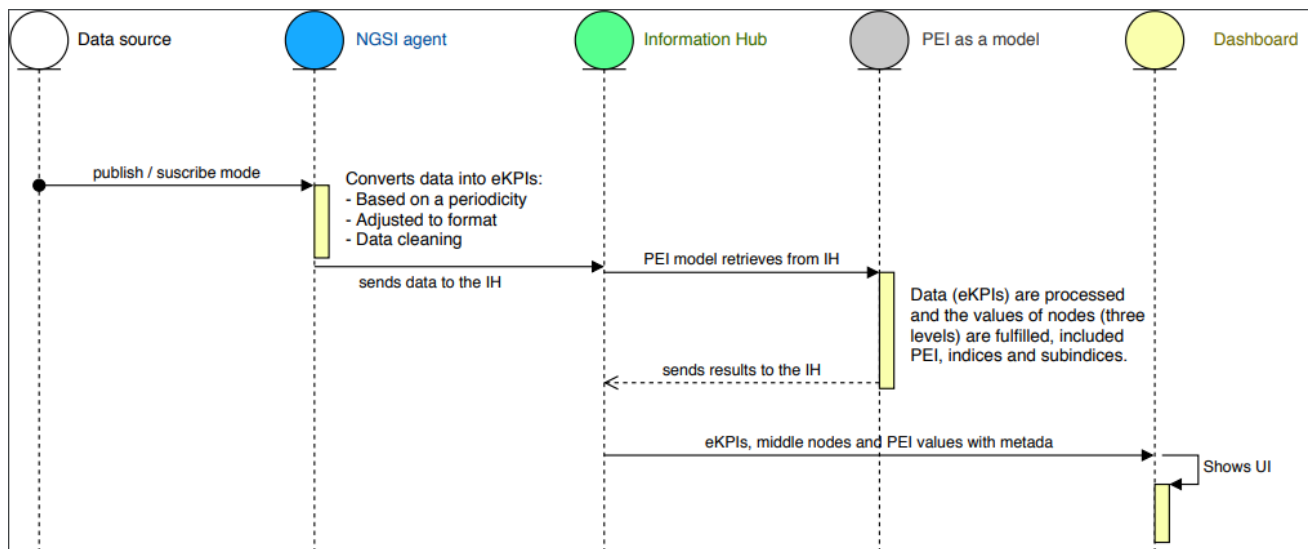 Data source
NGSI agent
Information Hub
PEI as a model
Dashboard
publish / suscribe mode
Converts data into eKPIs:
- Based on a periodicity
- Adjusted to format
- Data cleaning
sends data to the IH
PEI model retrieves from IH
Data (eKPIs) are processed
and the values of nodes (three
levels) are fulfilled, included
PEI, indices and subindices.
sends results to the IH
eKPIs, middle nodes and PEI values with metada
Shows UI